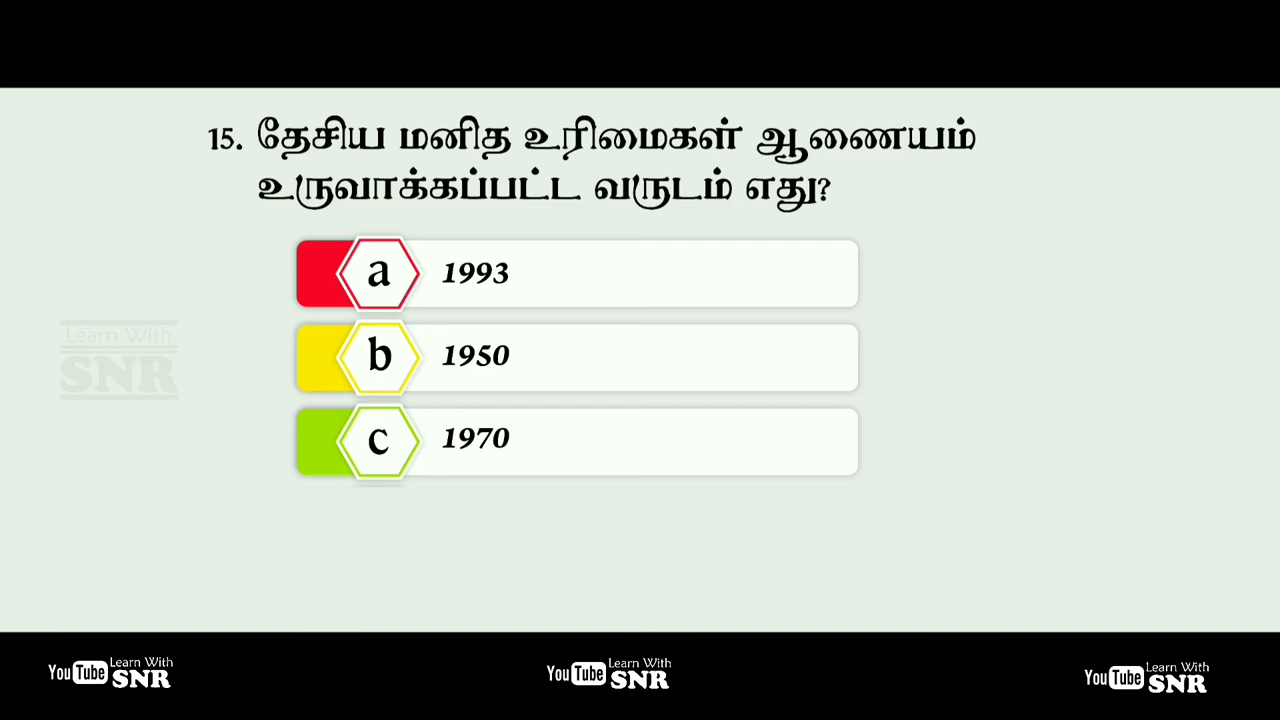 15. தேசிய மனித உரிமைகள் ஆணையம்
உருவாக்கப்பட்ட வருடம் எது?
a 1993
b 1950
c 1970
Learn With
SNR
YouTube Learn With SNR
YouTube Learn With SNR
YouTube Learn With SNR